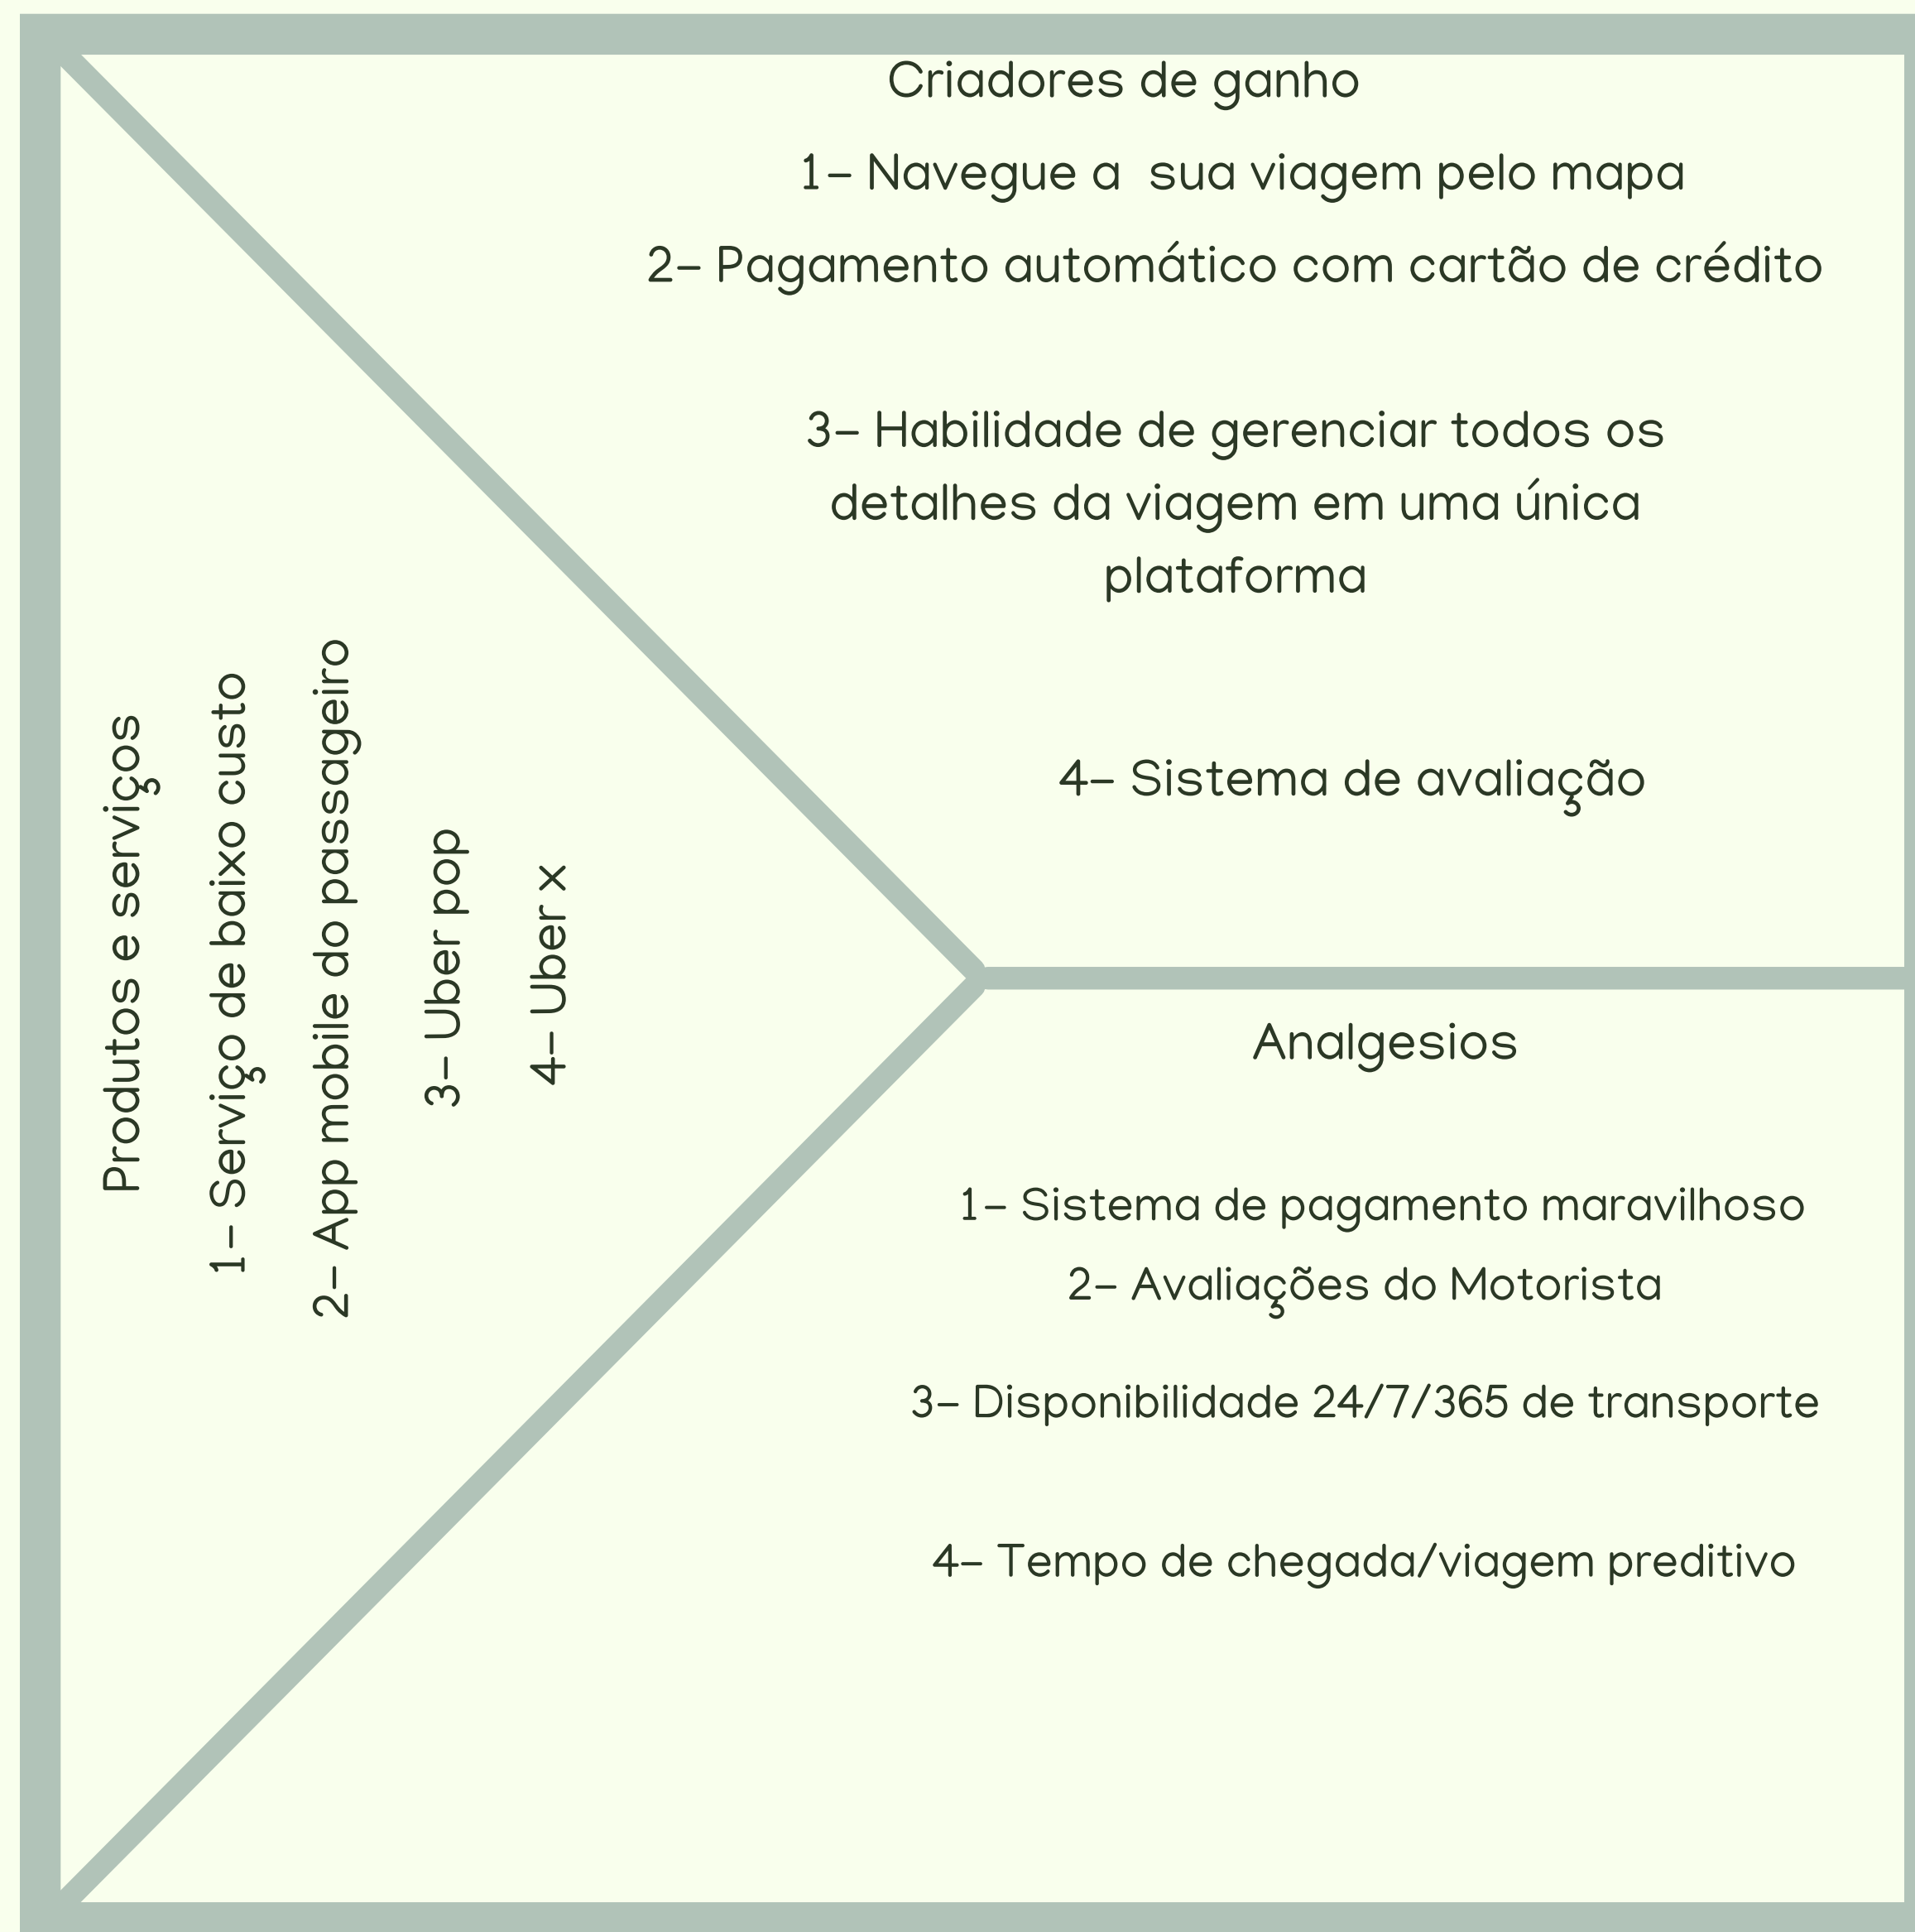 Criadores de ganho
1- Navegue a sua viagem pelo mapa
2- Pagamento automático com cartão de crédito
3- Habilidade de gerenciar todos os
detalhes da viagem em uma única
plataforma
4- Sistema de avaliação
Produtos e serviços
1- Serviço de baixo custo
2- App mobile do passageiro
3- Uber pop
4- Uber x
Analgesios
1- Sistema de pagamento maravilhoso
2- Avaliações do Motorista
3- Disponibilidade 24/7/365 de transporte
4- Tempo de chegada/viagem preditivo